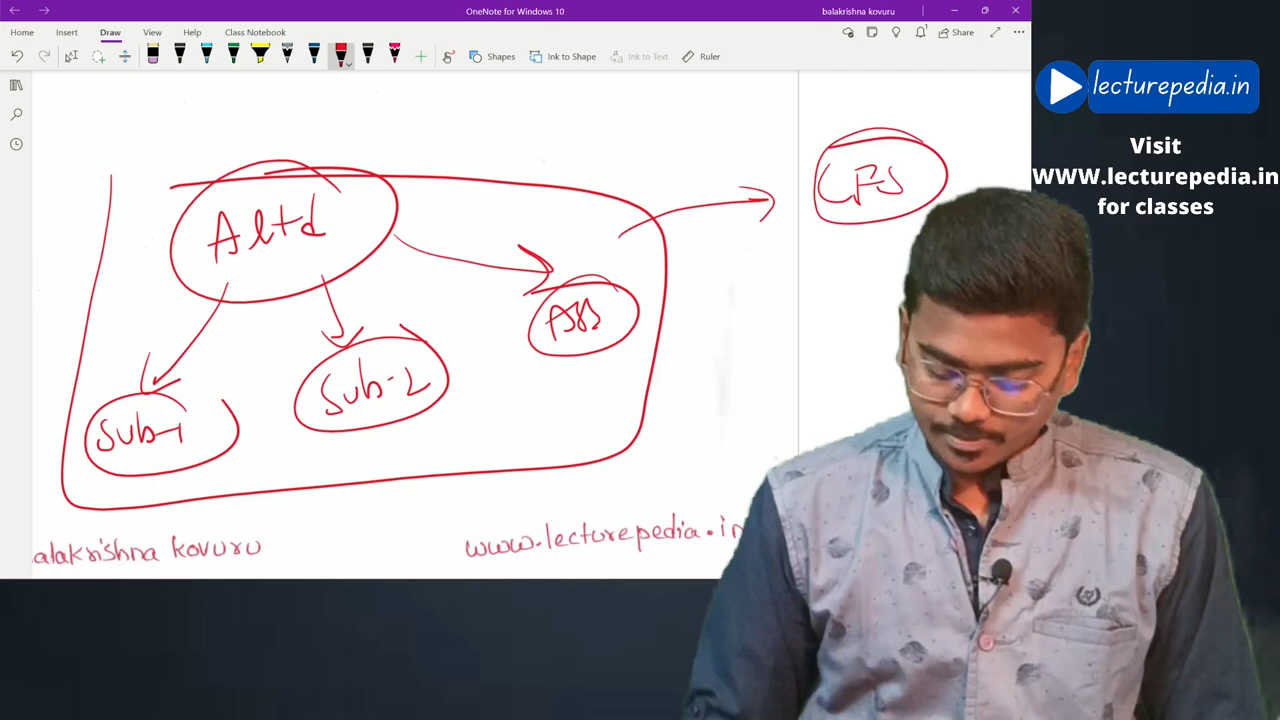 OneNote for Windows 10
balakrishna kovuru
Home Insert Draw View Help Class Notebook
Share
Shapes Ink to Shape Ink to Text Ruler
lecturepedia.in
Visit
WWW.lecturepedia.in
for classes
A Ltd
CFS
Sub-1
Sub-2
alakrishna kovuru
www.lecturepedia.in